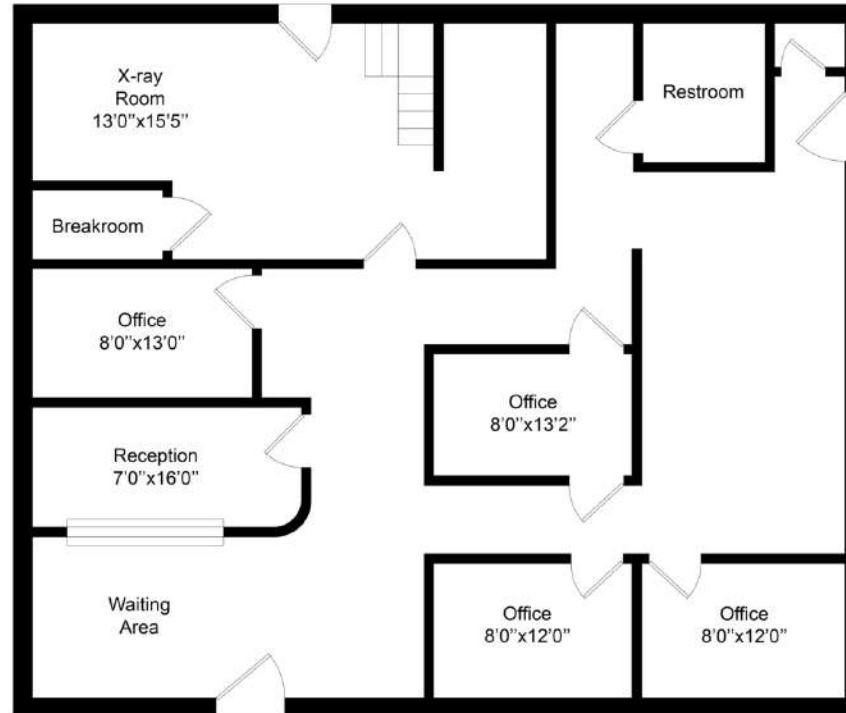 X-ray
Room
13’0”x15’5”
Restroom
Breakroom
Office
8’0”x13’0”
Office
8’0”x13’2”
Reception
7’0”x16’0”
Waiting
Area
Office
8’0”x12’0”
Office
8’0”x12’0”